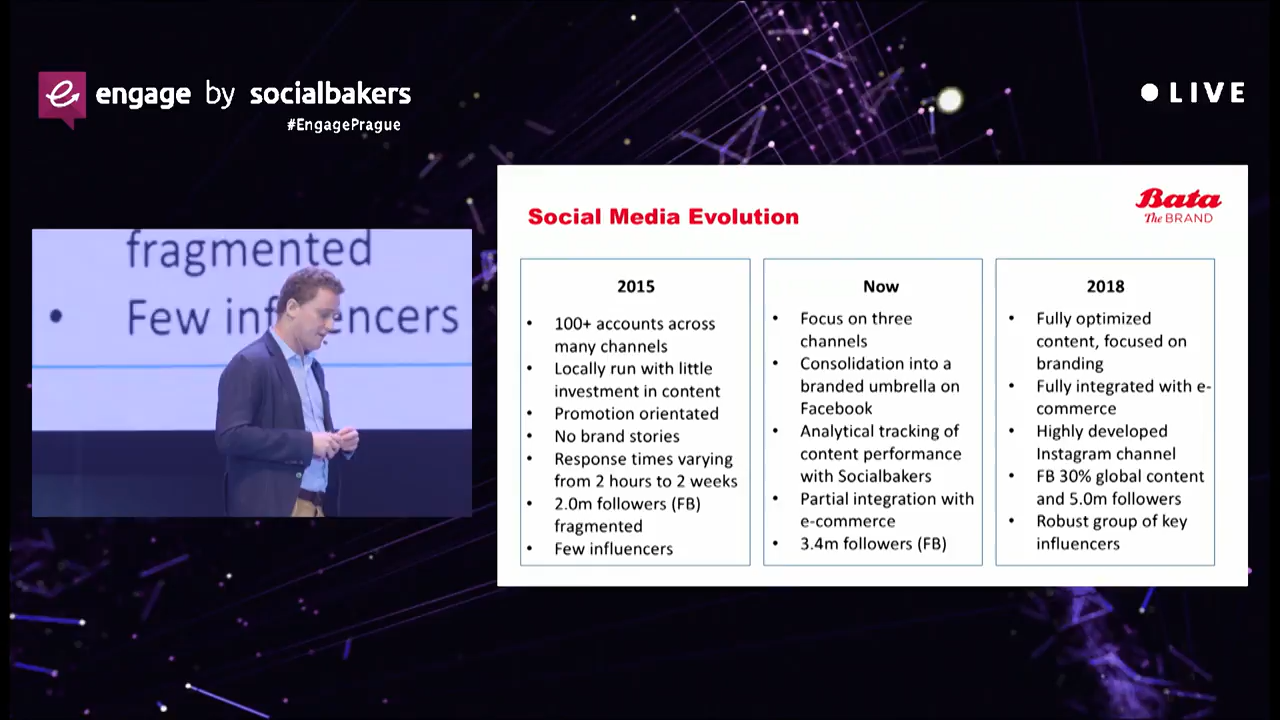 engage by socialbakers
#EngagePrague
LIVE
fragmented
• Few inf encers
Bata
The BRAND
Social Media Evolution
2015
• 100+ accounts across
many channels
• Locally run with little
investment in content
• Promotion orientated
• No brand stories
• Response times varying
from 2 hours to 2 weeks
• 2.0m followers (FB)
fragmented
• Few influencers
Now
• Focus on three
channels
• Consolidation into a
branded umbrella on
Facebook
• Analytical tracking of
content performance
with Socialbakers
• Partial integration with
e-commerce
• 3.4m followers (FB)
2018
• Fully optimized
content, focused on
branding
• Fully integrated with e-
commerce
• Highly developed
Instagram channel
• FB 30% global content
and 5.0m followers
• Robust group of key
influencers